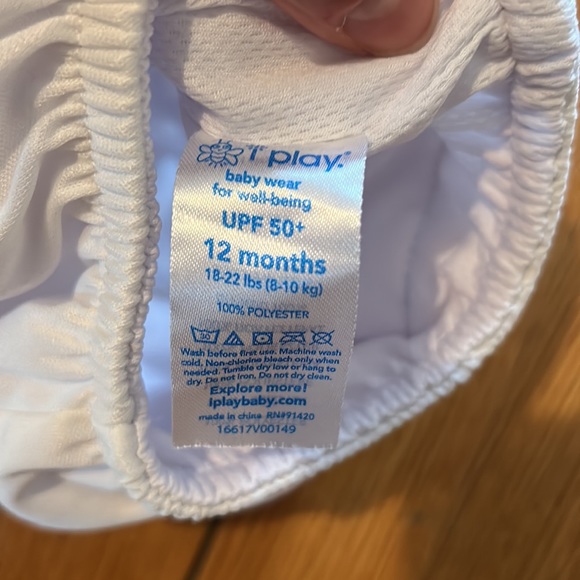 i play.
baby wear
for well-being
UPF 50+
12 months
18-22 lbs (8-10 kg)
100% POLYESTER
30
Wash before first use. Machine wash
cold. Non-chlorine bleach only when
needed. Tumble dry low or hang to
dry. Do not iron. Do not dry clean.
Explore more!
iplaybaby.com
made in china RN#91420
16617V00149